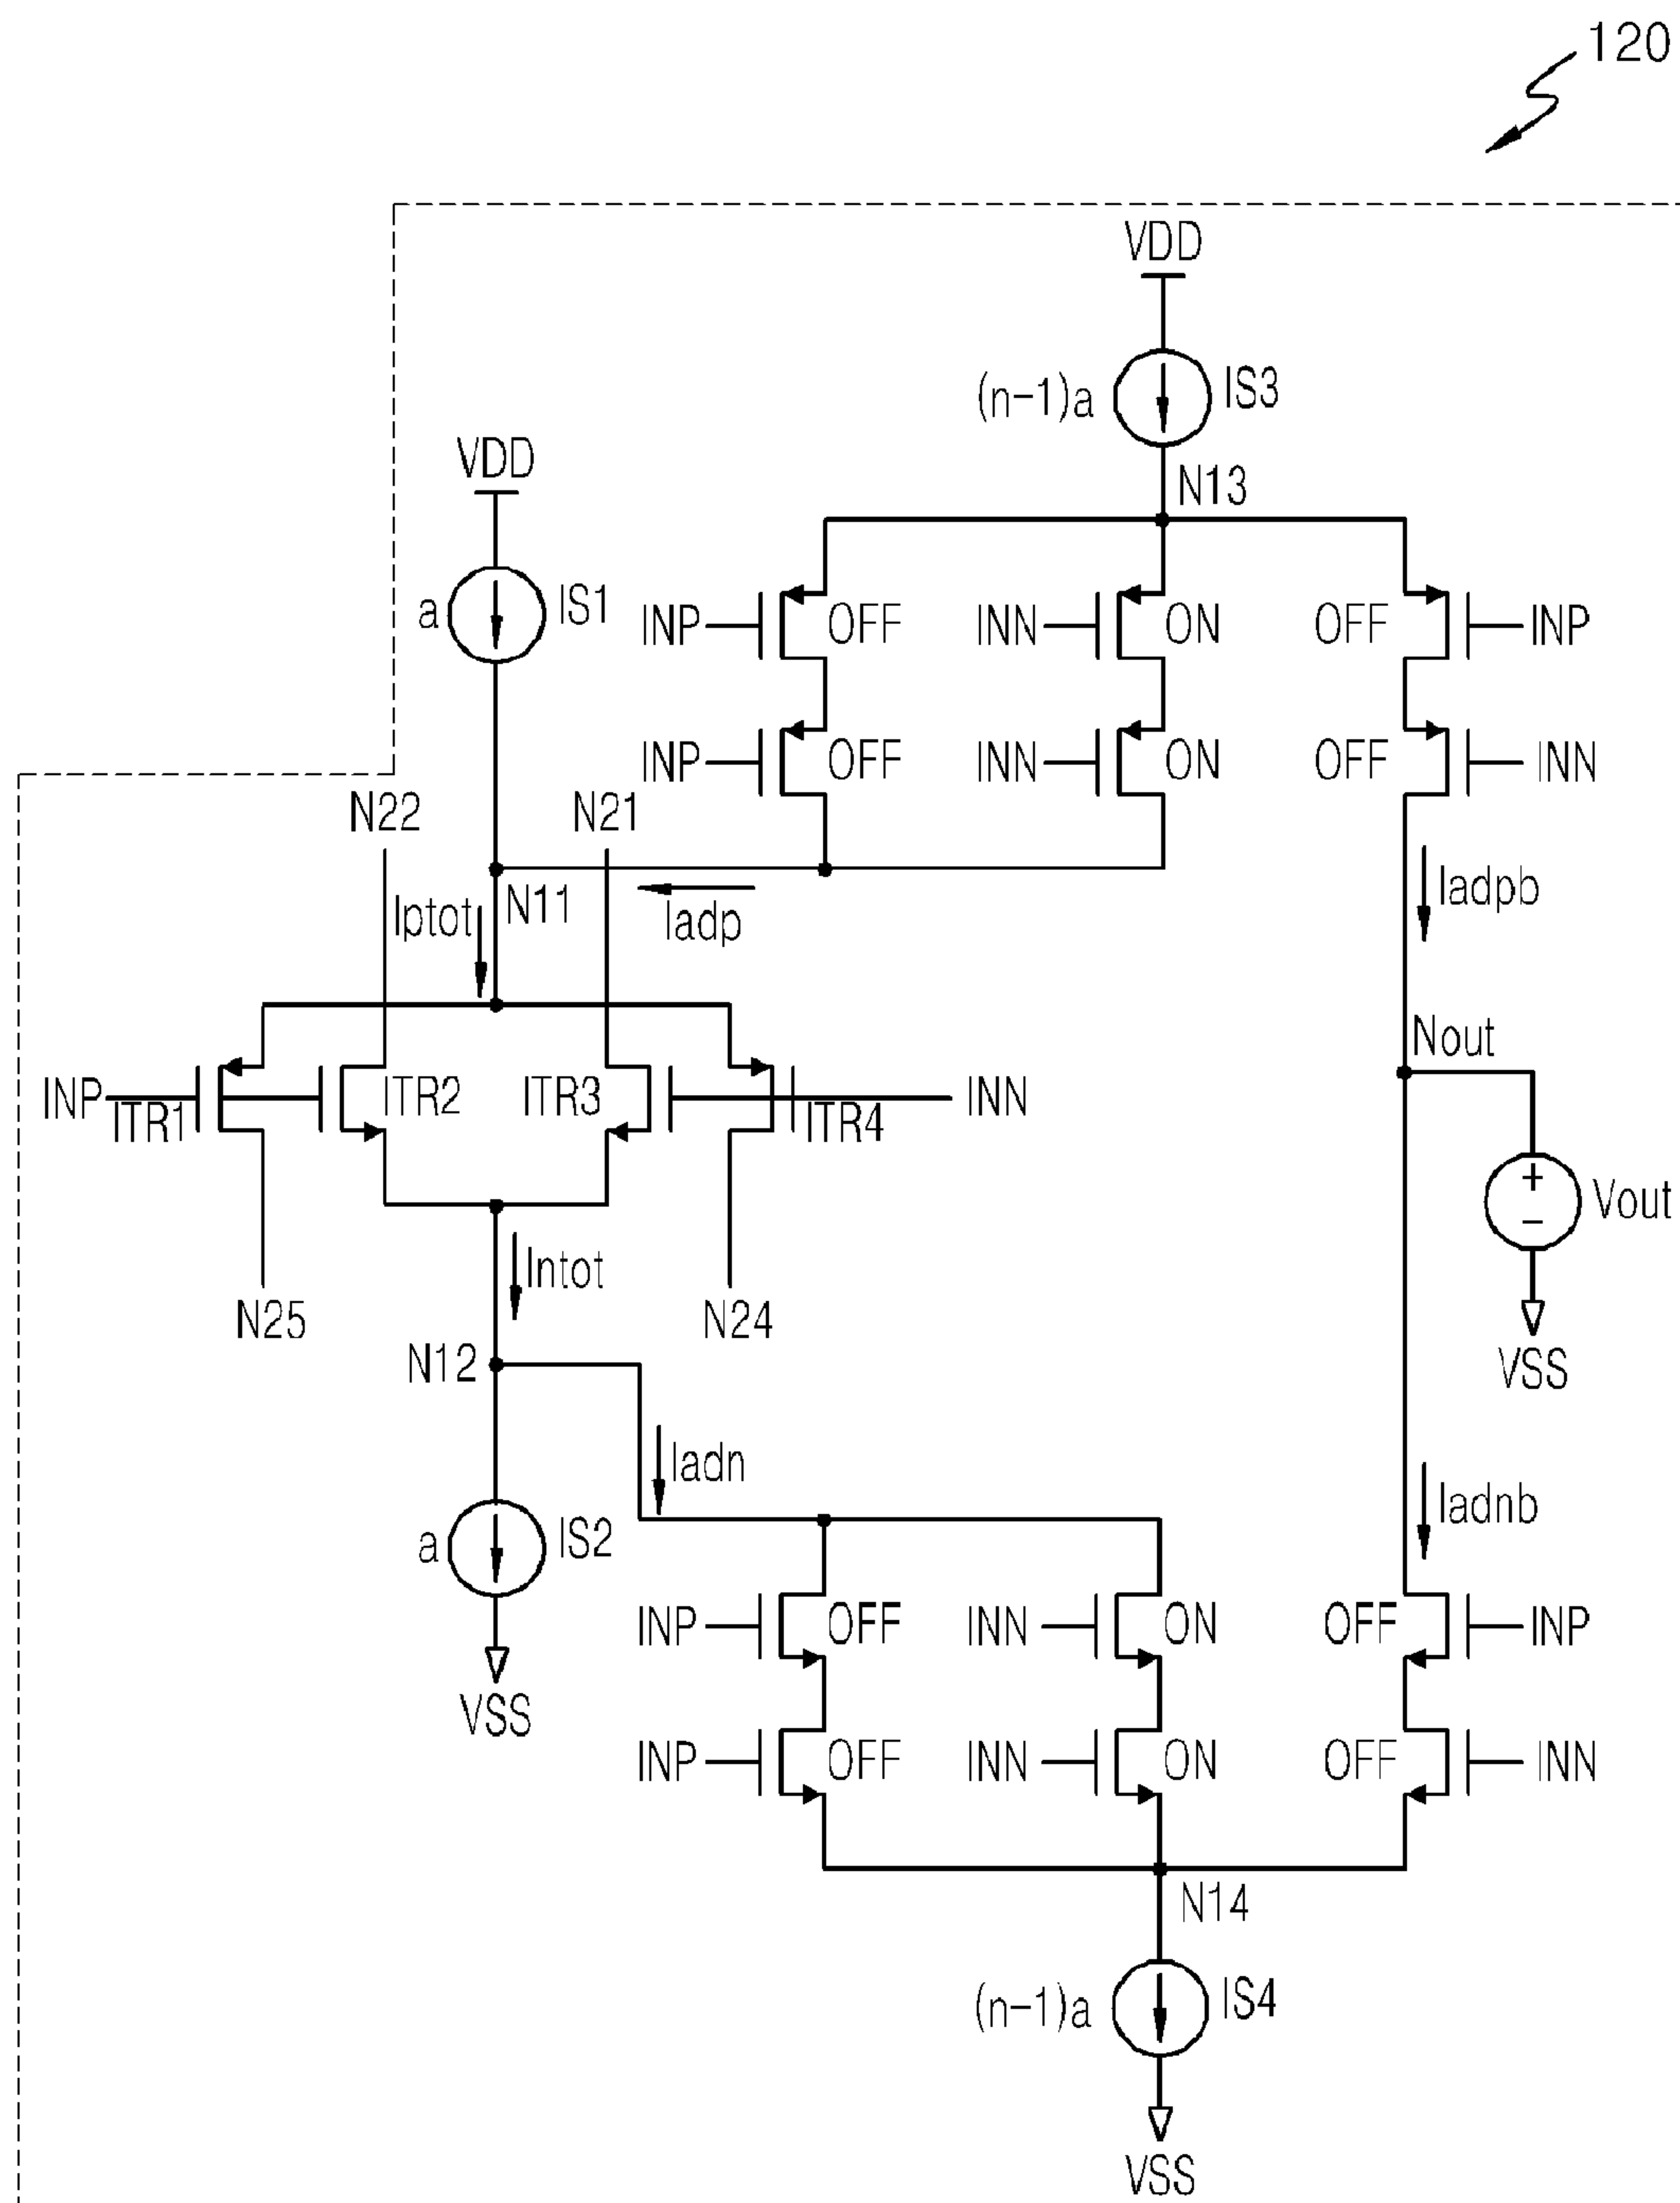 120
VDD
(n-1)a IS3
N13
VDD
a IS1
INP OFF INN ON OFF INP
INP OFF INN ON OFF INN
N22 N21
N11
Iptot
Iadp
Iadpb
Nout
INP ITR1 ITR2 ITR3 ITR4 INN
+
−
Vout
Intot
N25 N24
N12
VSS
Iadn
Iadnb
a IS2
INP OFF INN ON OFF INP
VSS
INP OFF INN ON OFF INN
N14
(n-1)a IS4
VSS